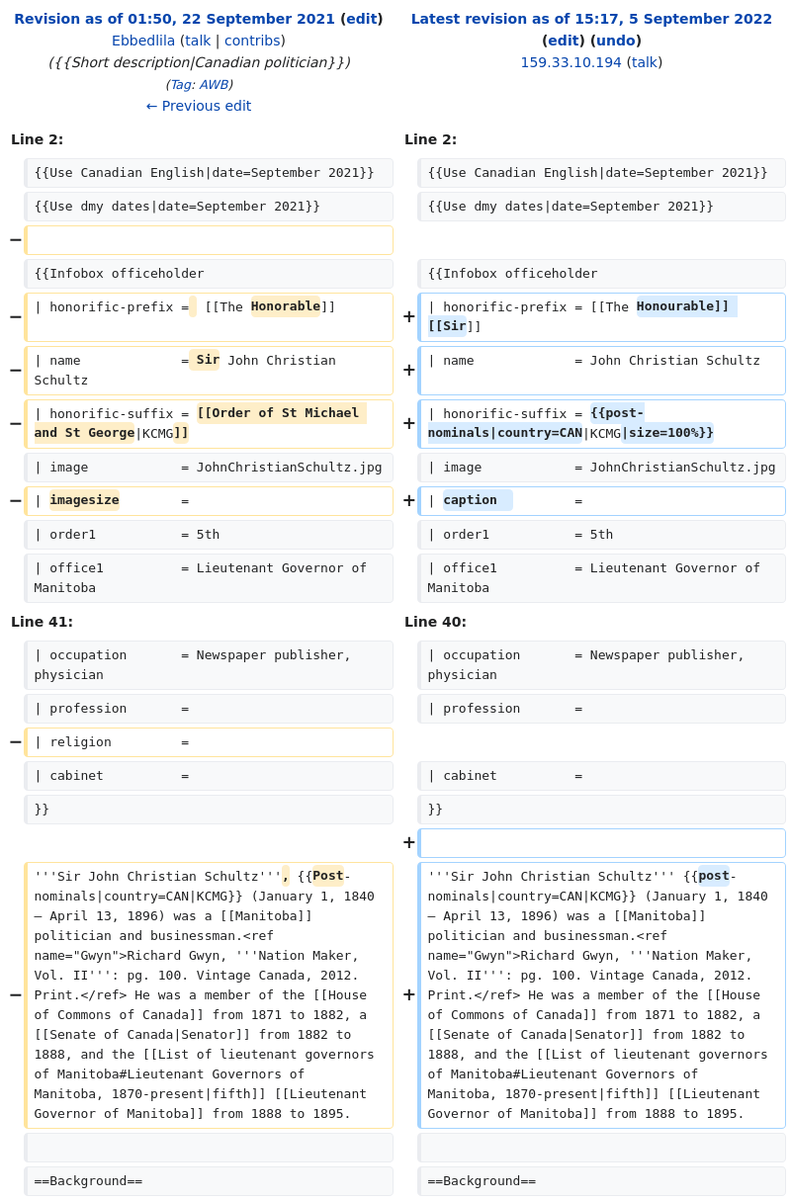 Revision as of 01:50, 22 September 2021 (edit)
Ebbedlila (talk | contribs)
({{Short description|Canadian politician}})
(Tag: AWB)
← Previous edit
Latest revision as of 15:17, 5 September 2022
(edit) (undo)
159.33.10.194 (talk)
Line 2:
Line 2:
{{Use Canadian English|date=September 2021}}
{{Use Canadian English|date=September 2021}}
{{Use dmy dates|date=September 2021}}
{{Use dmy dates|date=September 2021}}
−
{{Infobox officeholder
{{Infobox officeholder
−
| honorific-prefix =  [[The Honorable]]
+
| honorific-prefix = [[The Honourable]]
[[Sir]]
−
| name             = Sir John Christian
Schultz
+
| name             = John Christian Schultz
−
| honorific-suffix = [[Order of St Michael
and St George|KCMG]]
+
| honorific-suffix = {{post-
nominals|country=CAN|KCMG|size=100%}}
| image            = JohnChristianSchultz.jpg
| image            = JohnChristianSchultz.jpg
−
| imagesize        =
+
| caption          =
| order1           = 5th
| order1           = 5th
| office1          = Lieutenant Governor of
Manitoba
| office1          = Lieutenant Governor of
Manitoba
Line 41:
Line 40:
| occupation       = Newspaper publisher,
physician
| occupation       = Newspaper publisher,
physician
| profession       =
| profession       =
−
| religion         =
| cabinet          =
| cabinet          =
}}
}}
+
−
'''Sir John Christian Schultz''', {{Post-
nominals|country=CAN|KCMG}} (January 1, 1840
– April 13, 1896) was a [[Manitoba]]
politician and businessman.<ref
name="Gwyn">Richard Gwyn, '''Nation Maker,
Vol. II''': pg. 100. Vintage Canada, 2012.
Print.</ref> He was a member of the [[House
of Commons of Canada]] from 1871 to 1882, a
[[Senate of Canada|Senator]] from 1882 to
1888, and the [[List of lieutenant governors
of Manitoba#Lieutenant Governors of
Manitoba, 1870-present|fifth]] [[Lieutenant
Governor of Manitoba]] from 1888 to 1895.
+
'''Sir John Christian Schultz''' {{post-
nominals|country=CAN|KCMG}} (January 1, 1840
– April 13, 1896) was a [[Manitoba]]
politician and businessman.<ref
name="Gwyn">Richard Gwyn, '''Nation Maker,
Vol. II''': pg. 100. Vintage Canada, 2012.
Print.</ref> He was a member of the [[House
of Commons of Canada]] from 1871 to 1882, a
[[Senate of Canada|Senator]] from 1882 to
1888, and the [[List of lieutenant governors
of Manitoba#Lieutenant Governors of
Manitoba, 1870-present|fifth]] [[Lieutenant
Governor of Manitoba]] from 1888 to 1895.
==Background==
==Background==